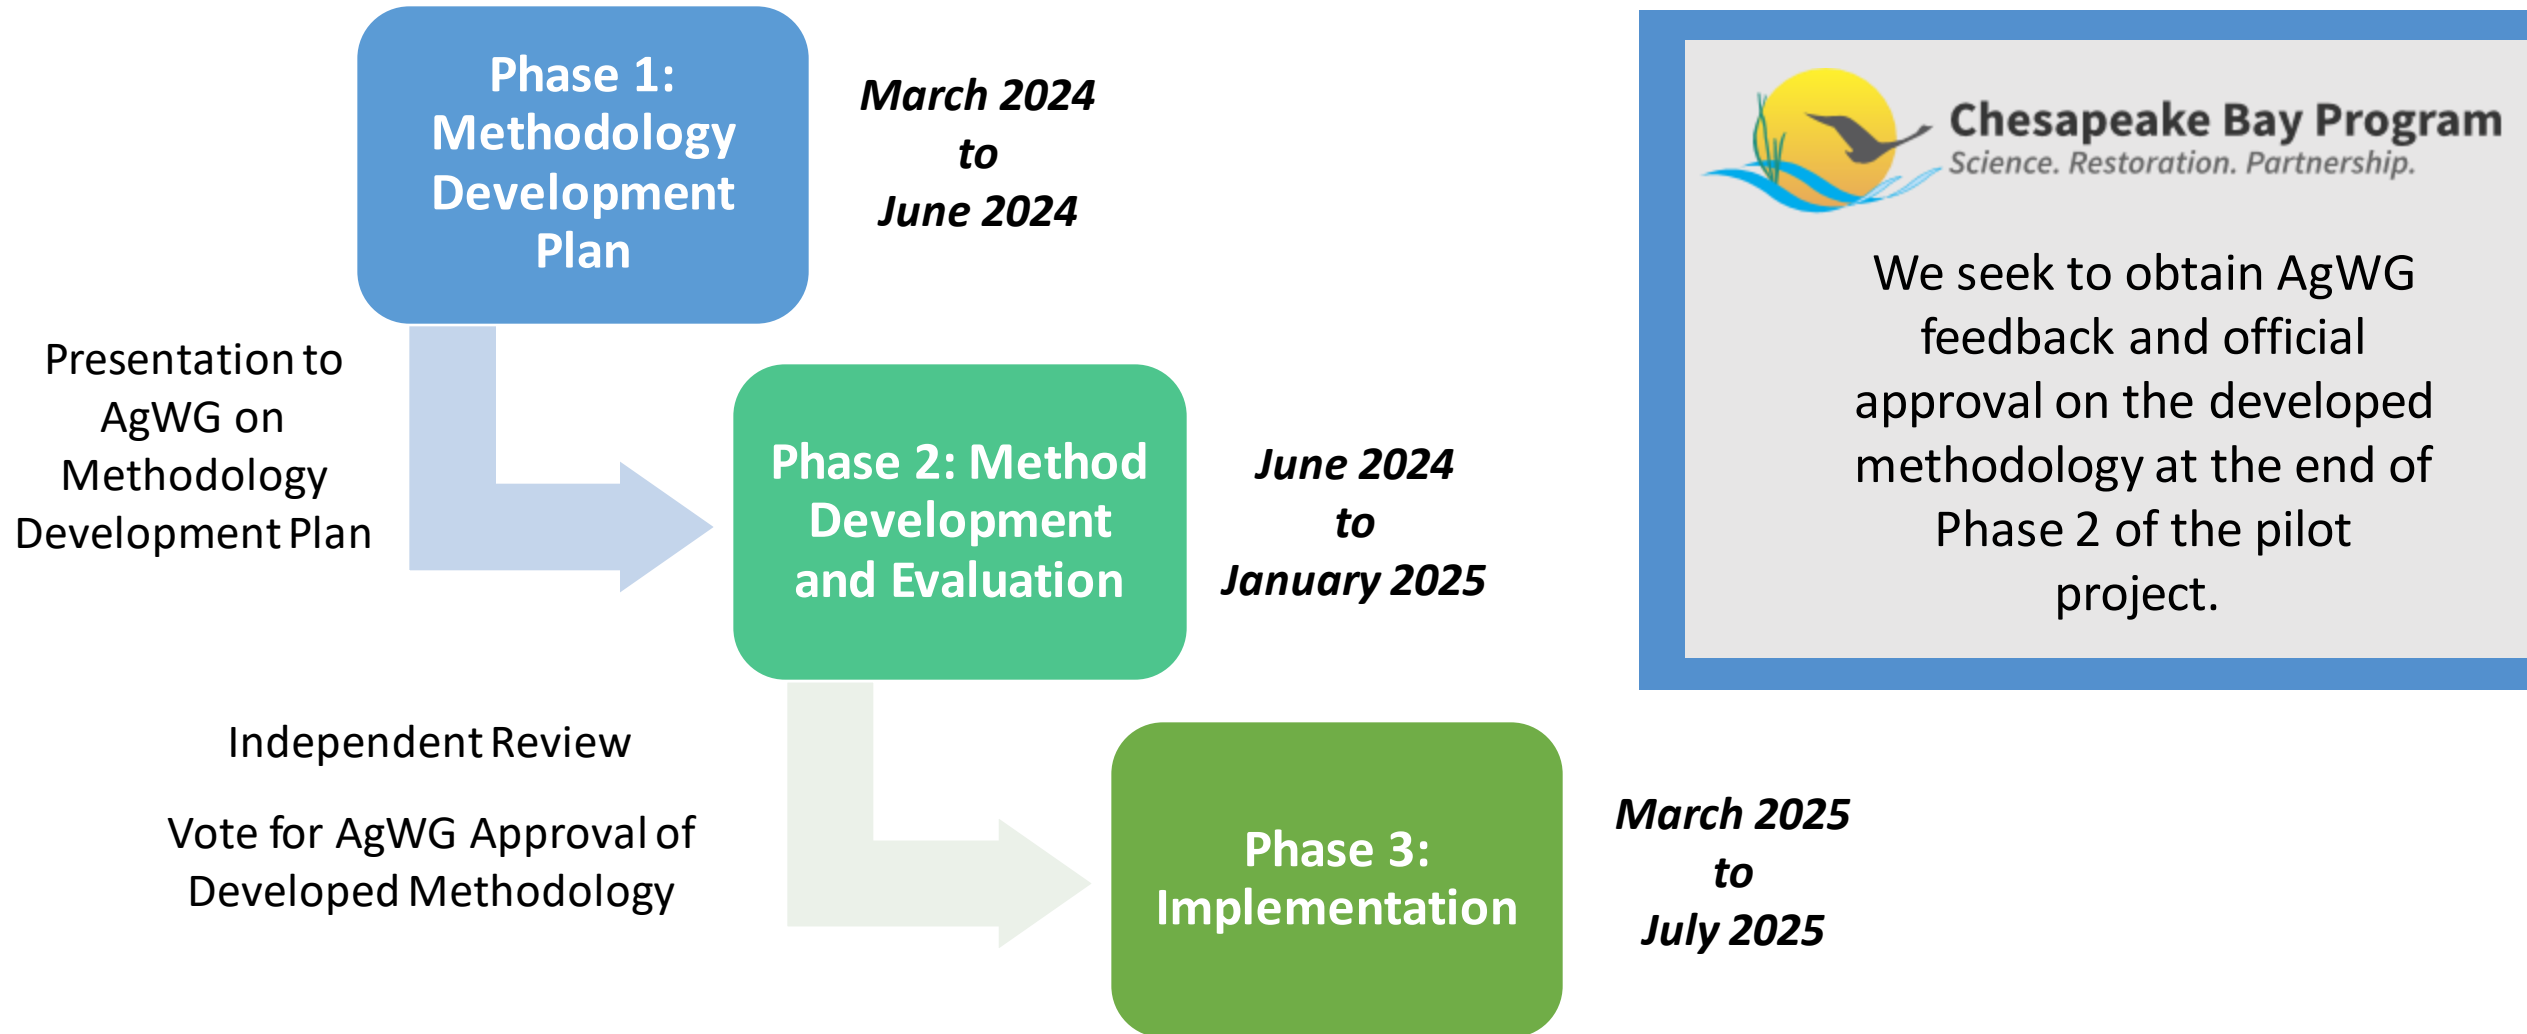 Phase 1:
Methodology
Development
Plan
March 2024
to
June 2024
Presentation to
AgWG on
Methodology
Development Plan
Phase 2: Method
Development
and Evaluation
June 2024
to
January 2025
Independent Review
Vote for AgWG Approval of
Developed Methodology
Phase 3:
Implementation
March 2025
to
July 2025
Chesapeake Bay Program
Science. Restoration. Partnership.
We seek to obtain AgWG
feedback and official
approval on the developed
methodology at the end of
Phase 2 of the pilot
project.